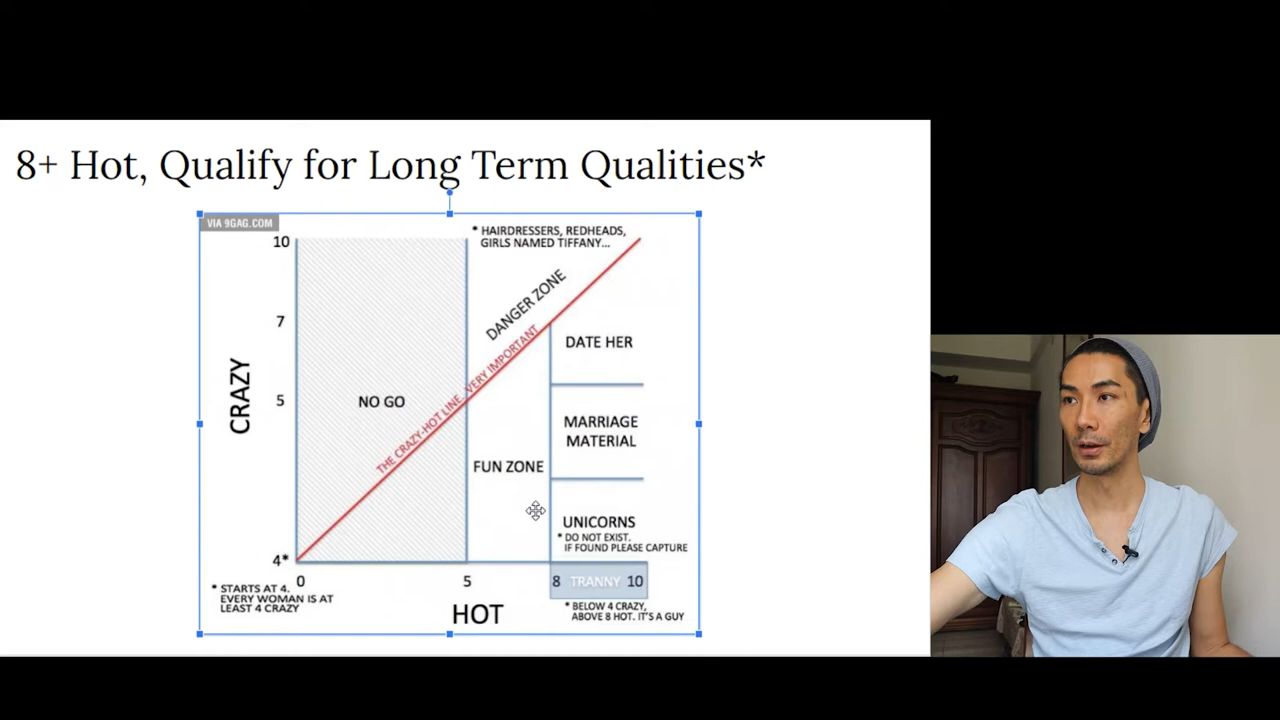 8+ Hot, Qualify for Long Term Qualities*
VIA 9GAG.COM
* HAIRDRESSERS, REDHEADS,
GIRLS NAMED TIFFANY...
10
7
5
4*
CRAZY
NO GO
THE CRAZY-HOT LINE VERY IMPORTANT
DANGER ZONE
DATE HER
MARRIAGE
MATERIAL
FUN ZONE
UNICORNS
* DO NOT EXIST.
IF FOUND PLEASE CAPTURE
0
5
8 TRANNY 10
* STARTS AT 4.
EVERY WOMAN IS AT
LEAST 4 CRAZY
HOT
* BELOW 4 CRAZY,
ABOVE 8 HOT. IT'S A GUY